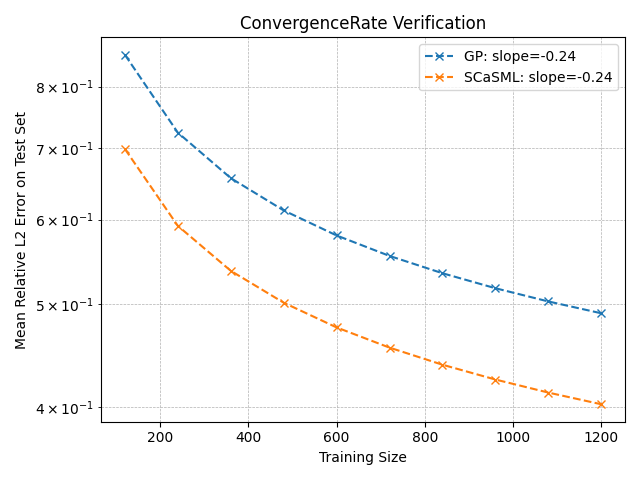 ConvergenceRate Verification
GP: slope=-0.24
SCaSML: slope=-0.24
Mean Relative L2 Error on Test Set
8 × 10⁻¹
7 × 10⁻¹
6 × 10⁻¹
5 × 10⁻¹
4 × 10⁻¹
200 400 600 800 1000 1200
Training Size